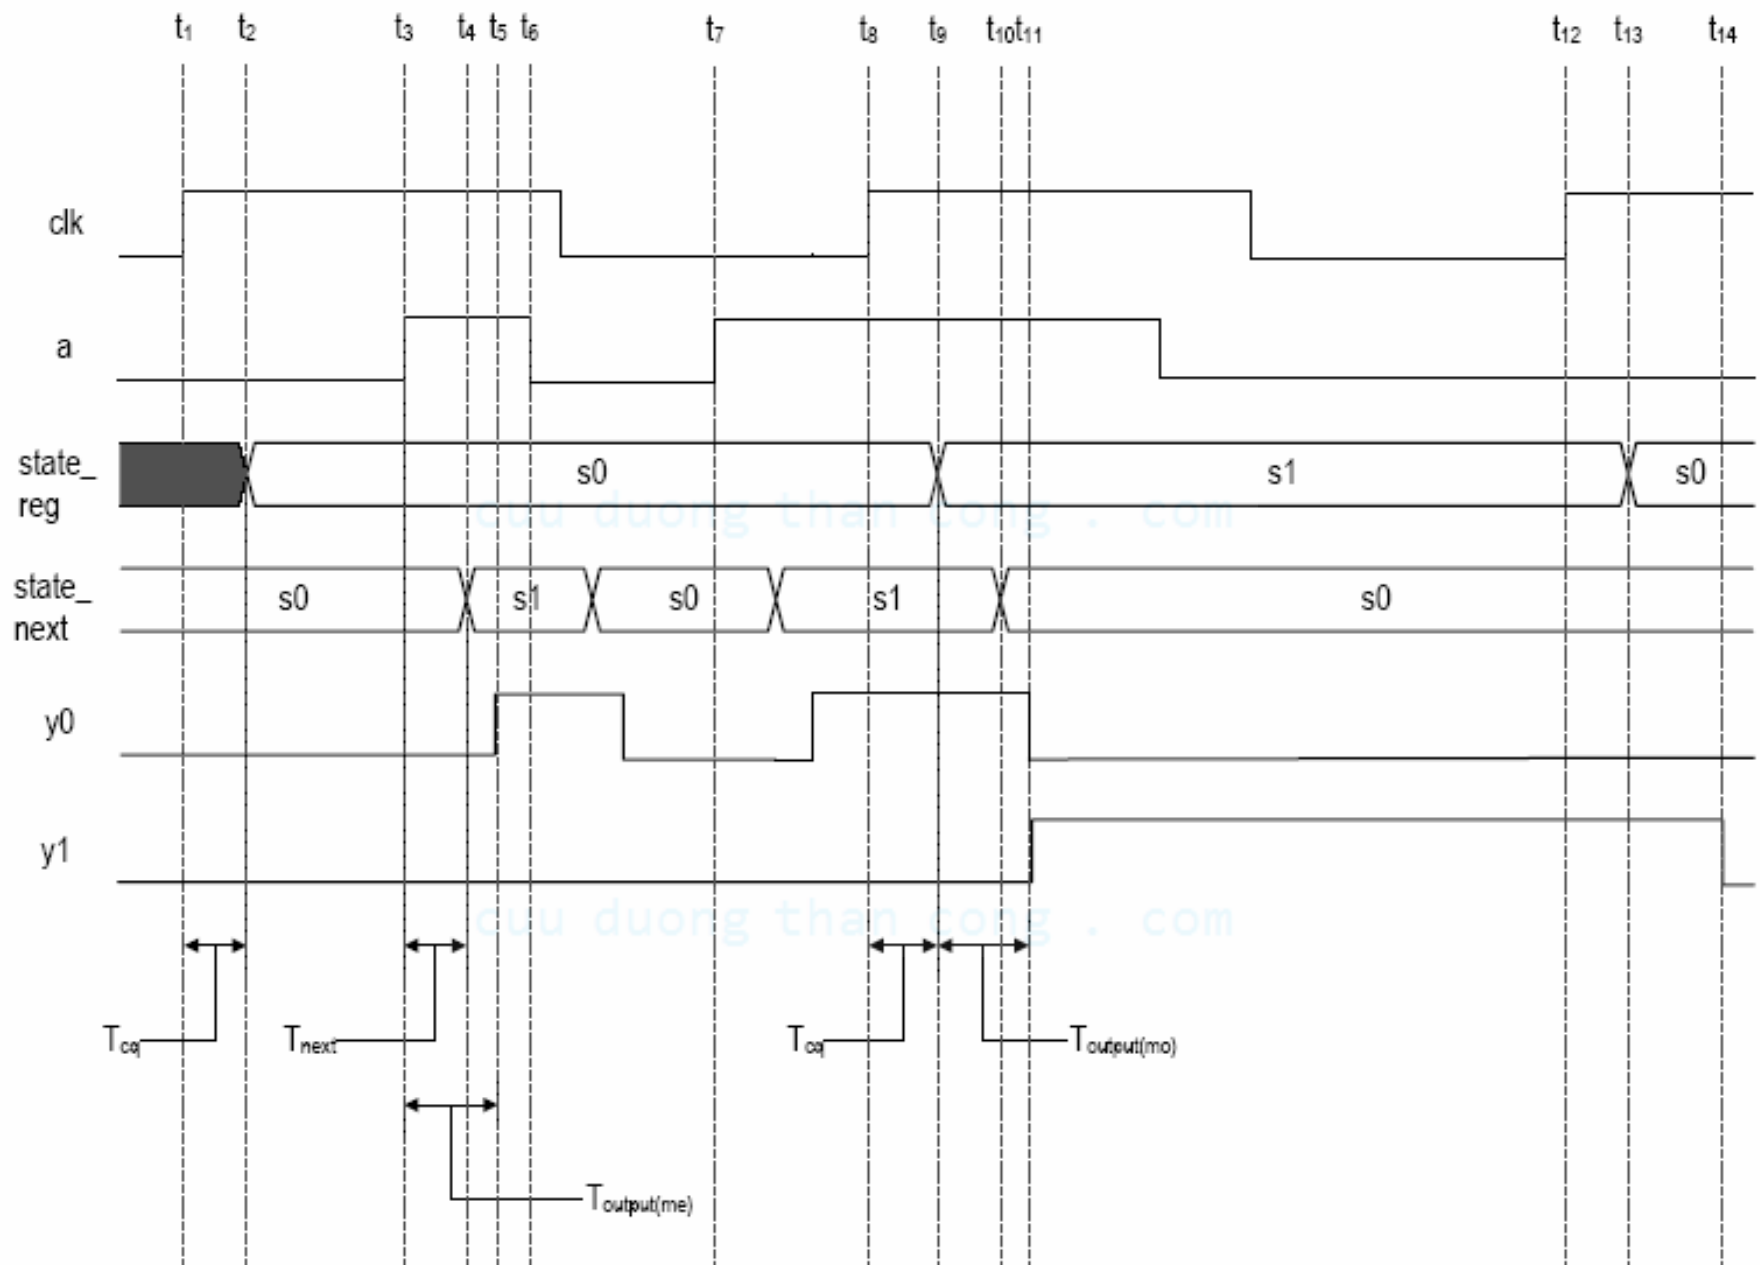 t1 t2 t3 t4 t5 t6 t7 t8 t9 t10 t11 t12 t13 t14
clk
a
state_
reg
s0 s1 s0
cuu duong than cong . com
state_
next
s0 s1 s0 s1 s0
y0
y1
cuu duong than cong . com
Tcq Tnext Tcq Toutput(mo)
Toutput(me)